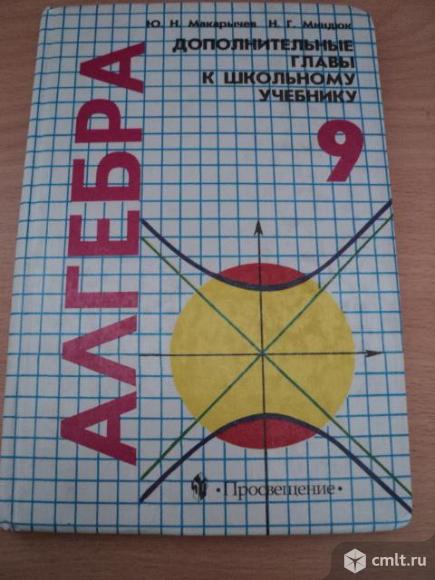 Ю. Н. Макарычев Н. Г. Миндюк
ДОПОЛНИТЕЛЬНЫЕ
ГЛАВЫ
К ШКОЛЬНОМУ
УЧЕБНИКУ
9
АЛГЕБРА
• Просвещение •
cmlt.ru